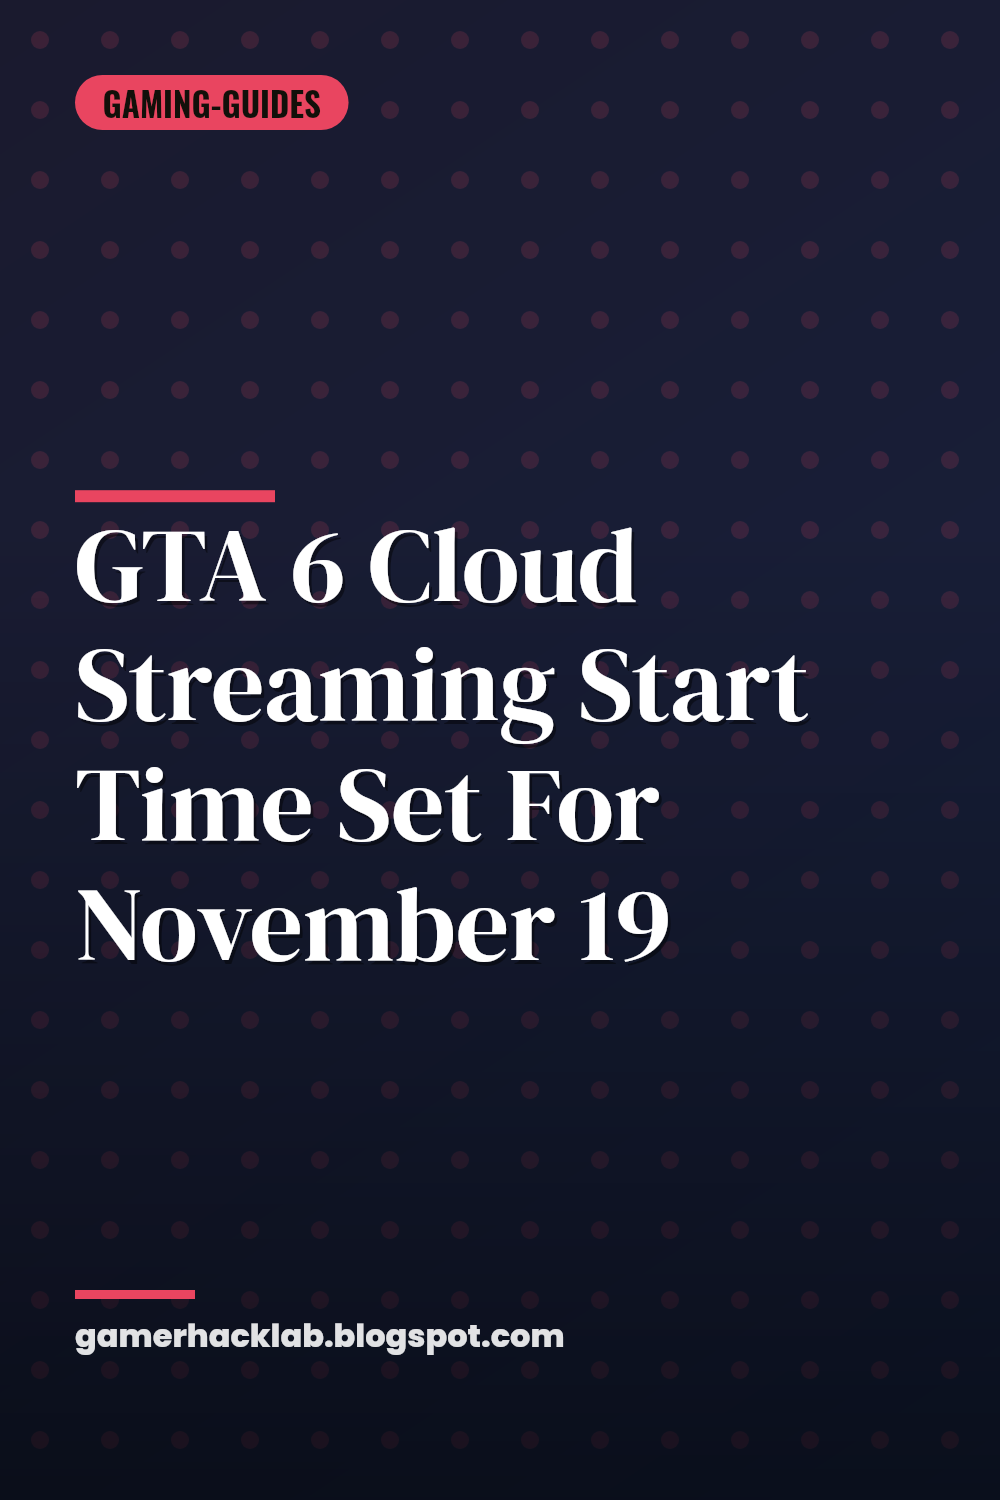 GAMING-GUIDES
GTA 6 Cloud
Streaming Start
Time Set For
November 19
gamerhacklab.blogspot.com